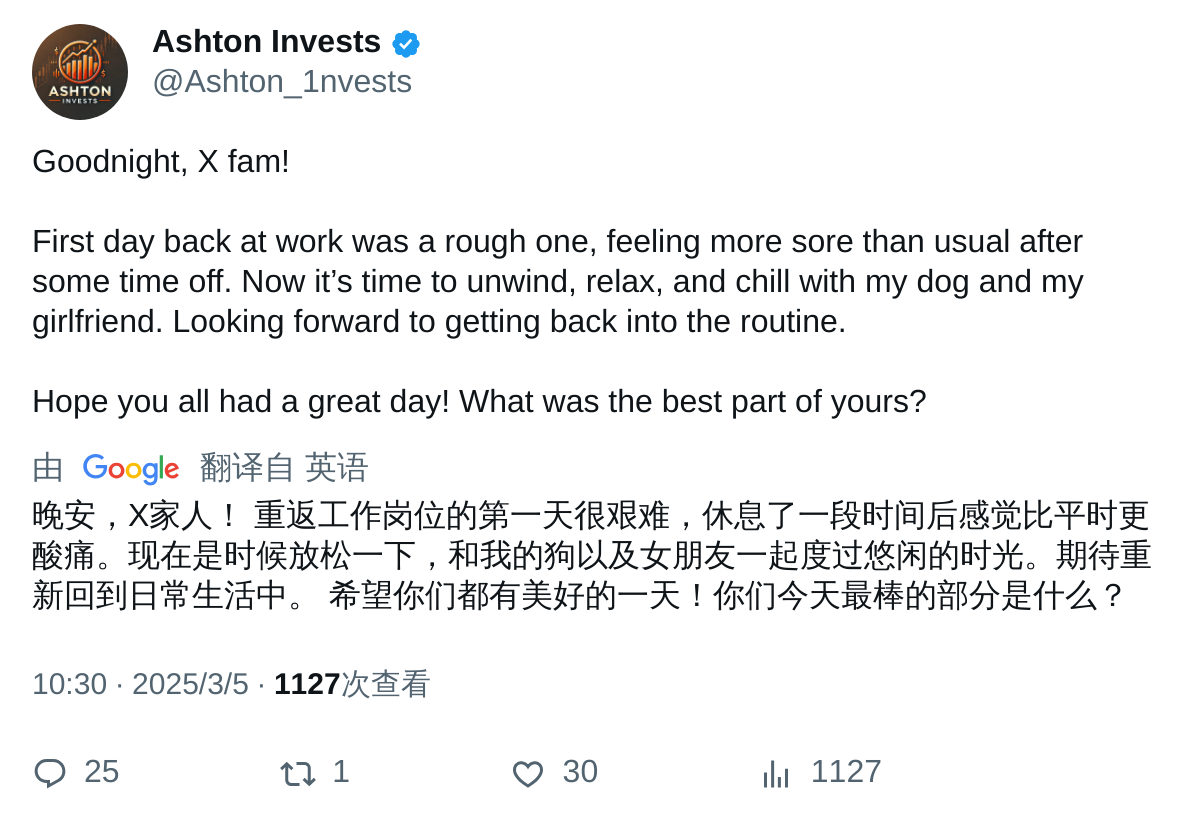 ASHTON
INVESTS
Ashton Invests
@Ashton_1nvests
Goodnight, X fam!
First day back at work was a rough one, feeling more sore than usual after
some time off. Now it’s time to unwind, relax, and chill with my dog and my
girlfriend. Looking forward to getting back into the routine.
Hope you all had a great day! What was the best part of yours?
由 Google 翻译自 英语
晚安，X家人！ 重返工作岗位的第一天很艰难，休息了一段时间后感觉比平时更
酸痛。现在是时候放松一下，和我的狗以及女朋友一起度过悠闲的时光。期待重
新回到日常生活中。 希望你们都有美好的一天！你们今天最棒的部分是什么？
10:30 · 2025/3/5 · 1127次查看
25 1 30 1127